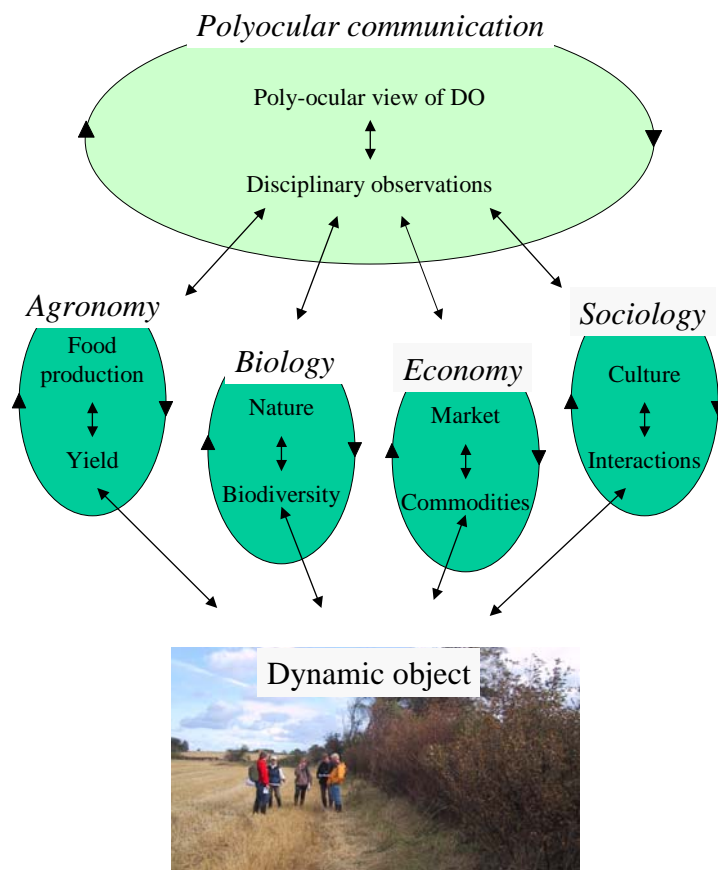 Polyocular communication
Poly-ocular view of DO
Disciplinary observations
Agronomy
Food
production
Yield
Biology
Nature
Biodiversity
Economy
Market
Commodities
Sociology
Culture
Interactions
Dynamic object